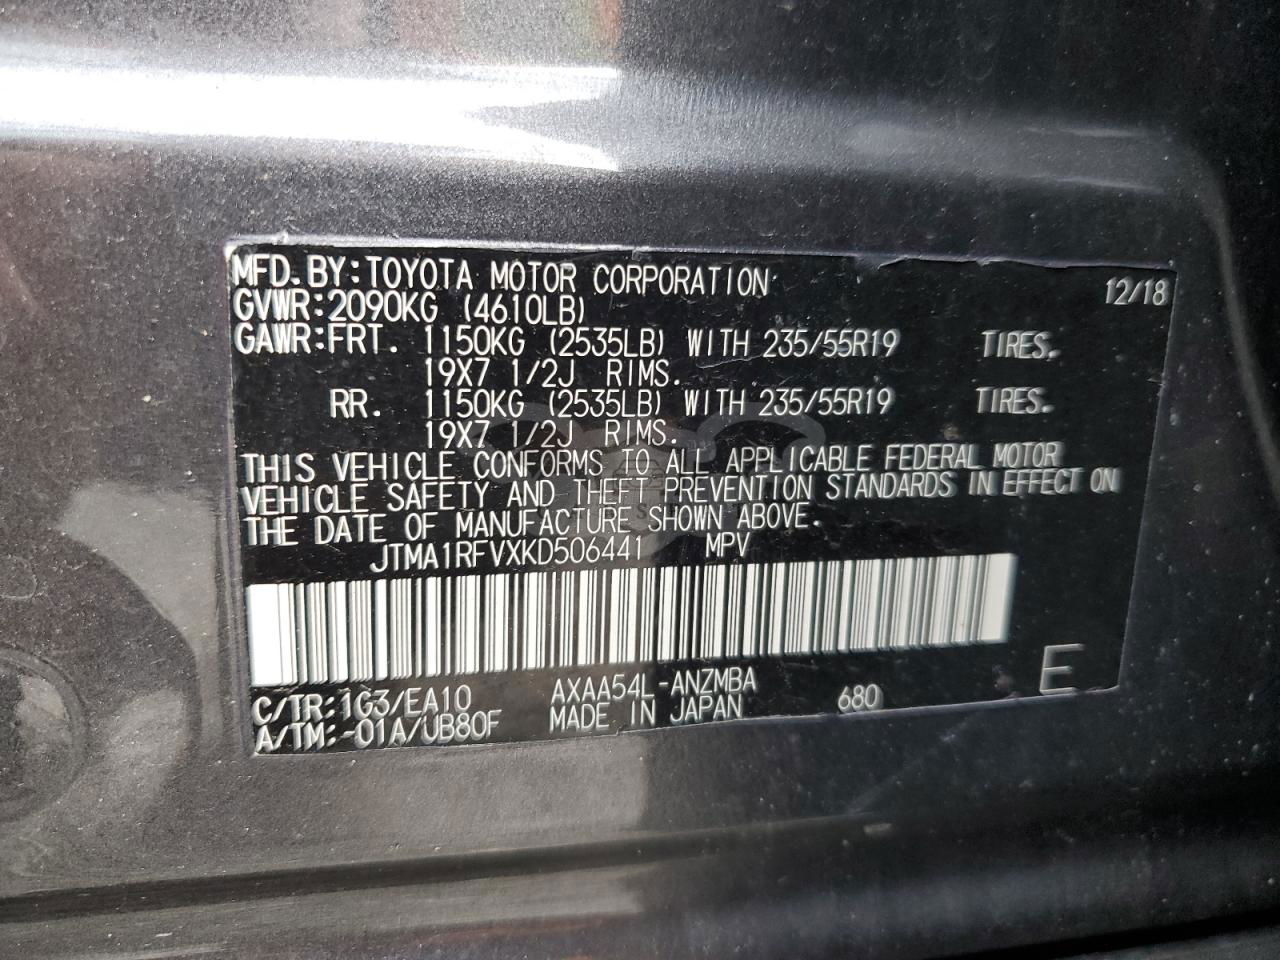 MFD.BY:TOYOTA MOTOR CORPORATION 12/18
GVWR:2090KG (4610LB)
GAWR:FRT. 1150KG (2535LB) WITH 235/55R19 TIRES.
19X7 1/2J RIMS.
RR. 1150KG (2535LB) WITH 235/55R19 TIRES.
19X7 1/2J RIMS.
THIS VEHICLE CONFORMS TO ALL APPLICABLE FEDERAL MOTOR
VEHICLE SAFETY AND THEFT PREVENTION STANDARDS IN EFFECT ON
THE DATE OF MANUFACTURE SHOWN ABOVE.
JTMA1RFVXKD506441 MPV
C/TR:1G3/EA10 AXAA54L-ANZMBA 680 E
A/TM:-01A/UB80F MADE IN JAPAN